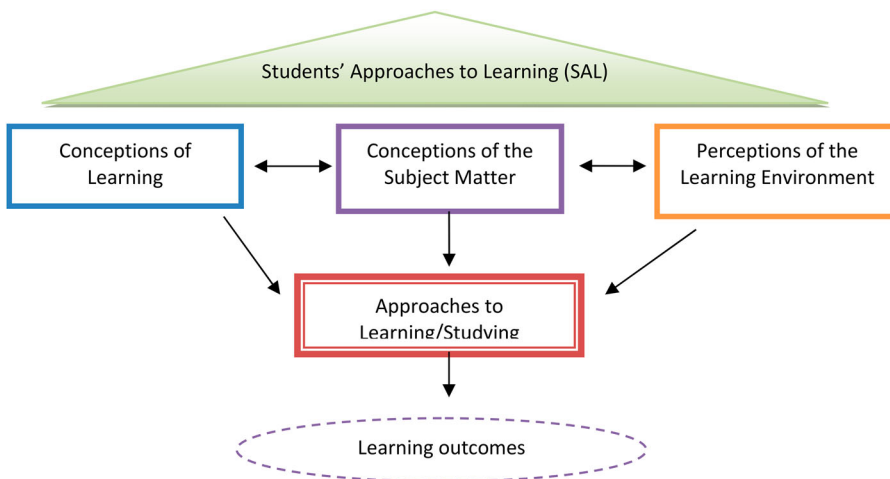 Students’ Approaches to Learning (SAL)
Conceptions of
Learning
Conceptions of the
Subject Matter
Perceptions of the
Learning Environment
Approaches to
Learning/Studying
Learning outcomes